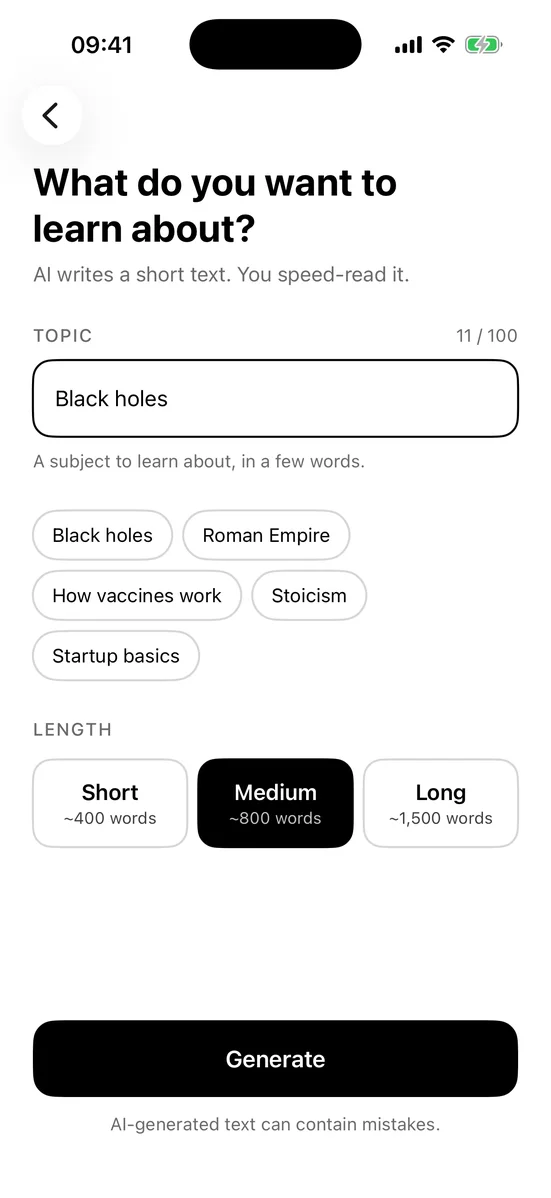 09:41
What do you want to
learn about?
AI writes a short text. You speed-read it.
TOPIC 11 / 100
Black holes
A subject to learn about, in a few words.
Black holes Roman Empire
How vaccines work Stoicism
Startup basics
LENGTH
Short Medium Long
~400 words ~800 words ~1,500 words
Generate
AI-generated text can contain mistakes.